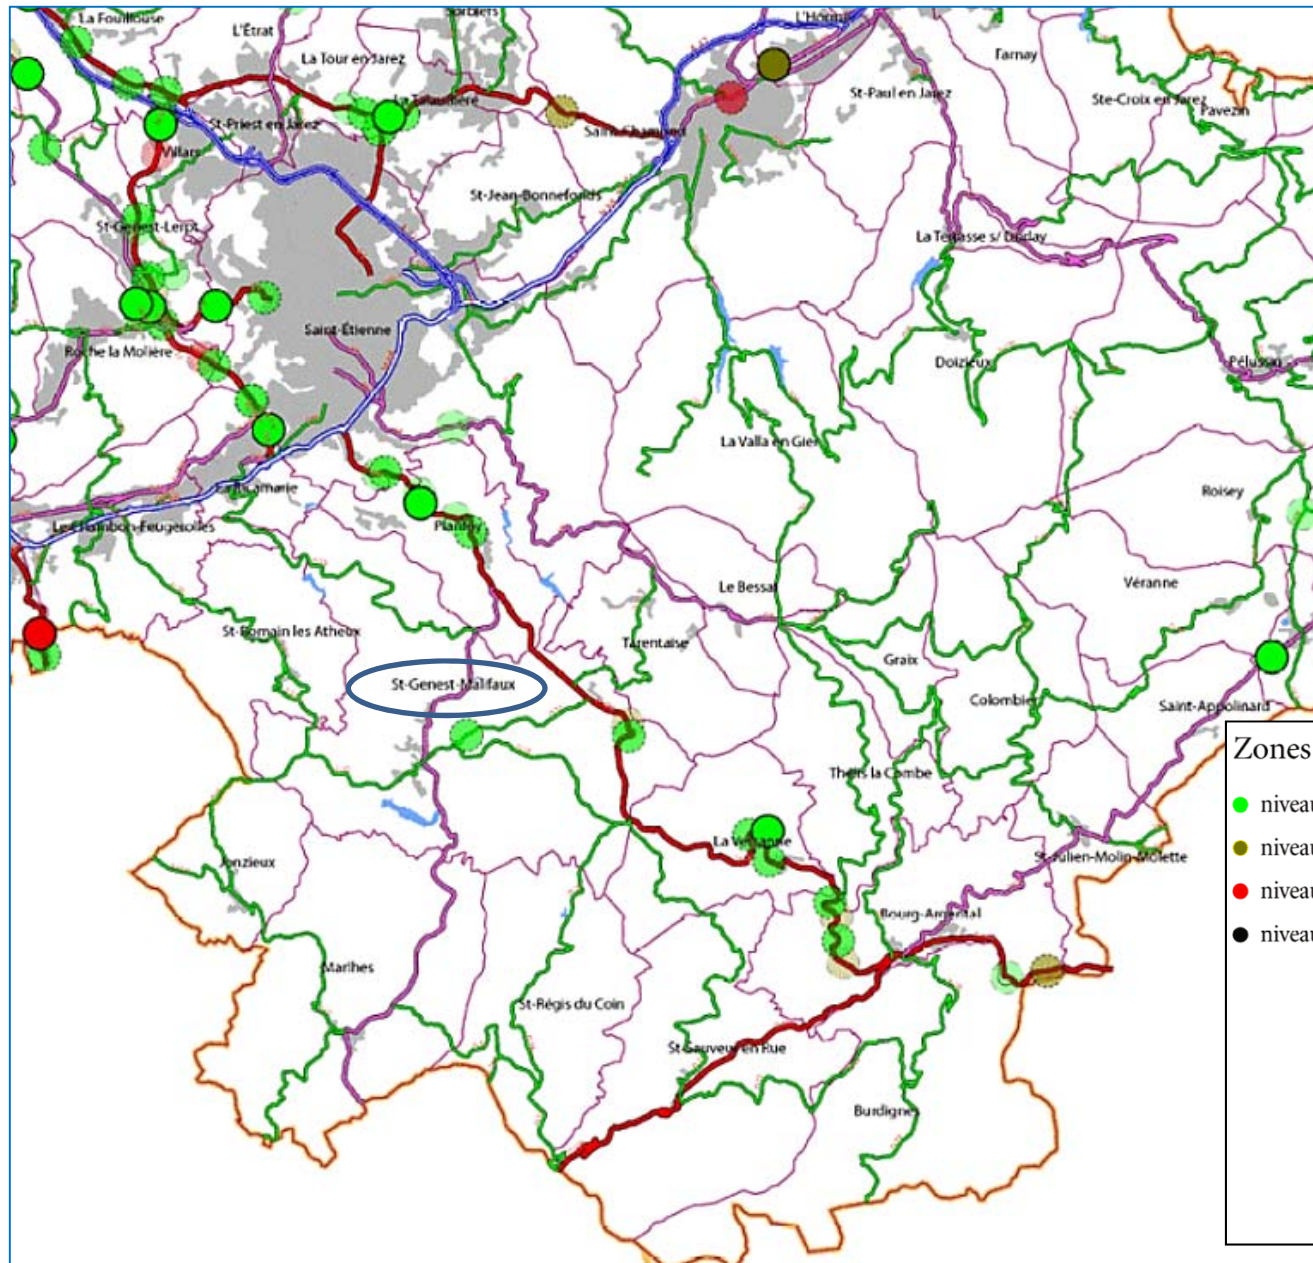 La Fouillouse
L'Étrat
Sorbiers
L'Horme
La Tour en Jarez
Farnay
La Talaudière
St-Paul en Jarez
Ste-Croix en Jarez
Pavezin
St-Priest en Jarez
Saint-Chamond
Villars
St-Jean-Bonnefonds
St-Genest-Lerpt
La Terrasse s/ Dorlay
Saint-Étienne
Roche la Molière
Doizieux
Pélussin
La Valla en Gier
La Ricamarie
Roisey
Le Chambon-Feugerolles
Planfoy
Le Bessat
Véranne
St-Romain les Atheux
Tarentaise
Graix
St-Genest-Malifaux
Colombier
Saint-Appolinard
Zones
Thélis la Combe
niveau
La Versanne
niveau
Jonzieux
St-Julien-Molin-Molette
niveau
Bourg-Argental
niveau
Marlhes
St-Régis du Coin
St-Sauveur en Rue
Burdignes